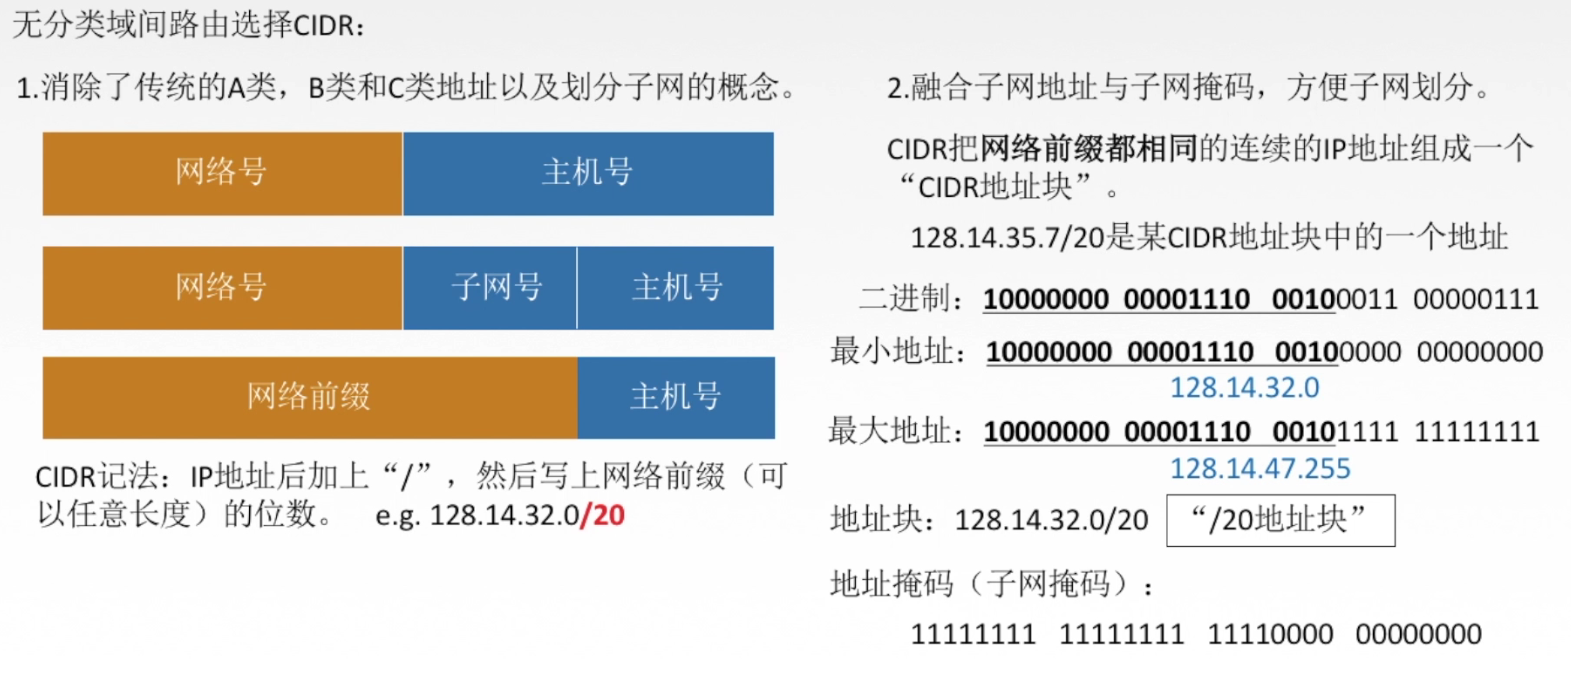 无分类域间路由选择CIDR：
1.消除了传统的A类，B类和C类地址以及划分子网的概念。
网络号 主机号
网络号 子网号 主机号
网络前缀 主机号
CIDR记法：IP地址后加上“/”，然后写上网络前缀（可
以任意长度）的位数。 e.g. 128.14.32.0/20
2.融合子网地址与子网掩码，方便子网划分。
CIDR把网络前缀都相同的连续的IP地址组成一个
“CIDR地址块”。
128.14.35.7/20是某CIDR地址块中的一个地址
二进制：10000000 00001110 00100011 00000111
最小地址：10000000 00001110 00100000 00000000
128.14.32.0
最大地址：10000000 00001110 00101111 11111111
128.14.47.255
地址块：128.14.32.0/20 “/20地址块”
地址掩码（子网掩码）：
11111111 11111111 11110000 00000000